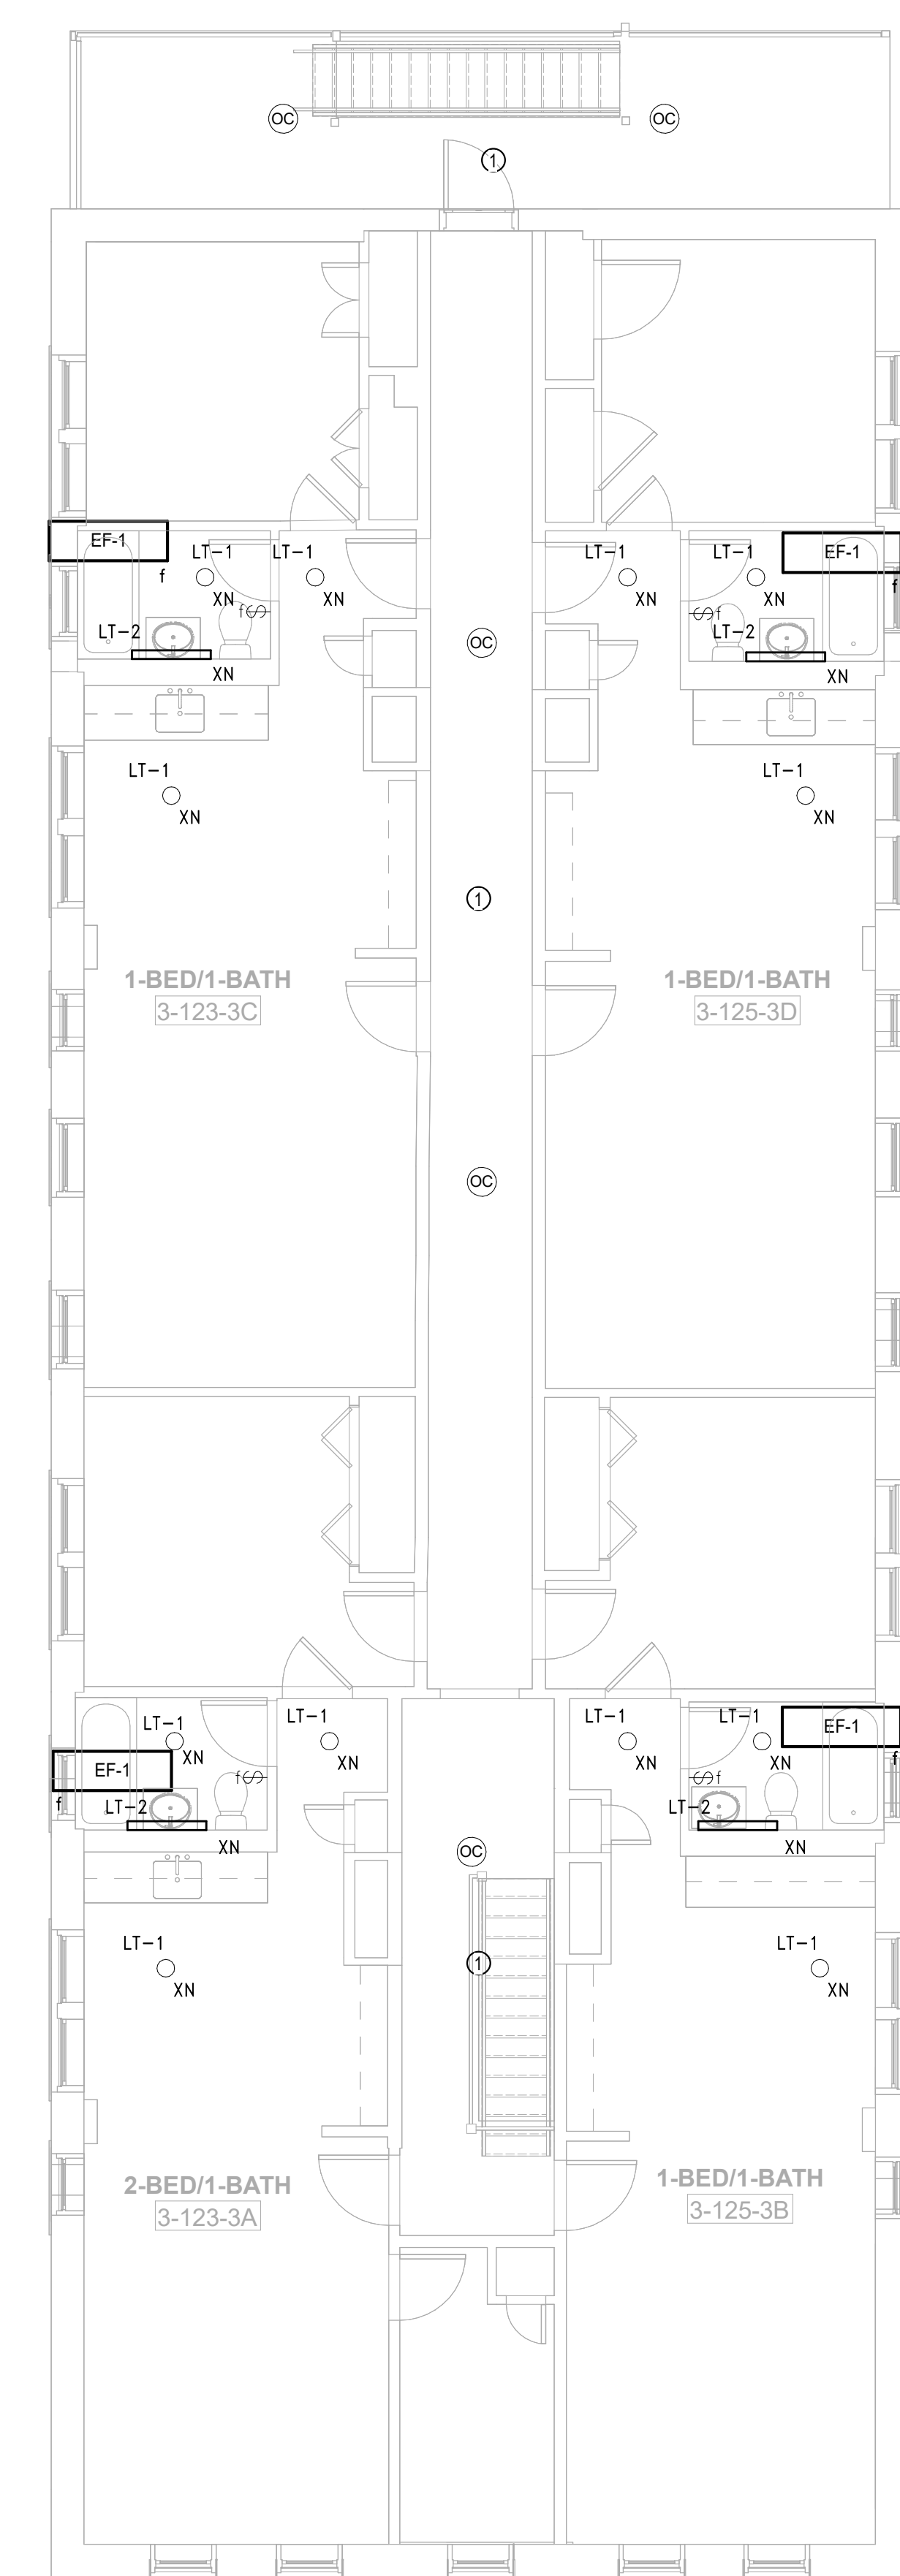 OC
OC
1
EF-1
EF-1
LT-1
LT-1
LT-1
LT-1
f
f
XN
XN
XN
XN
f
f
LT-2
LT-2
OC
XN
XN
LT-1
LT-1
XN
XN
1
1-BED/1-BATH
1-BED/1-BATH
3-123-3C
3-125-3D
OC
LT-1
LT-1
LT-1
LT-1
EF-1
XN
XN
XN
XN
f
EF-1
f
f
f
LT-2
LT-2
XN
XN
OC
LT-1
LT-1
1
XN
XN
2-BED/1-BATH
1-BED/1-BATH
3-123-3A
3-125-3B